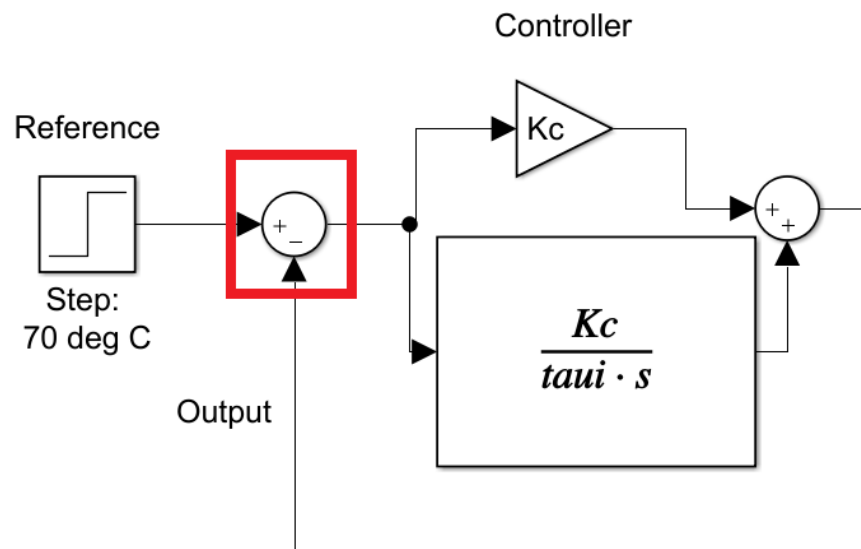 Controller
Reference
Kc
+
−
+
+
Kc
taui · s
Step:
70 deg C
Output